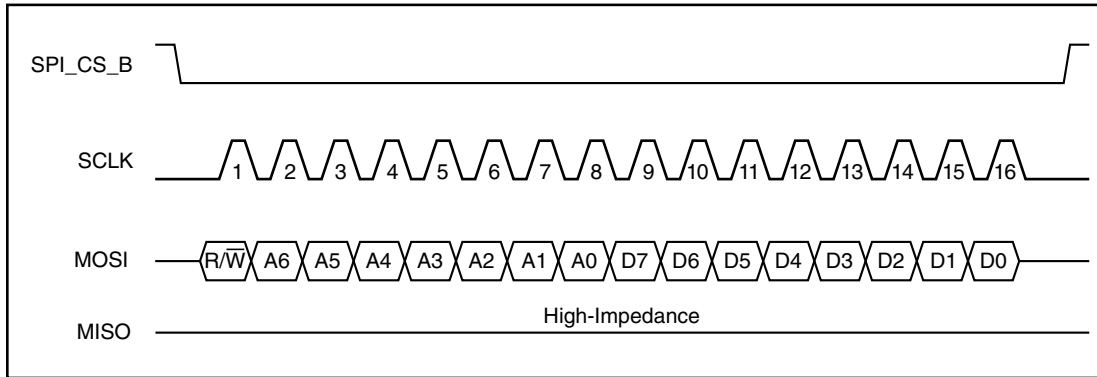 SPI_CS_B
SCLK 1 2 3 4 5 6 7 8 9 10 11 12 13 14 15 16
MOSI R/W̅ A6 A5 A4 A3 A2 A1 A0 D7 D6 D5 D4 D3 D2 D1 D0
High-Impedance
MISO